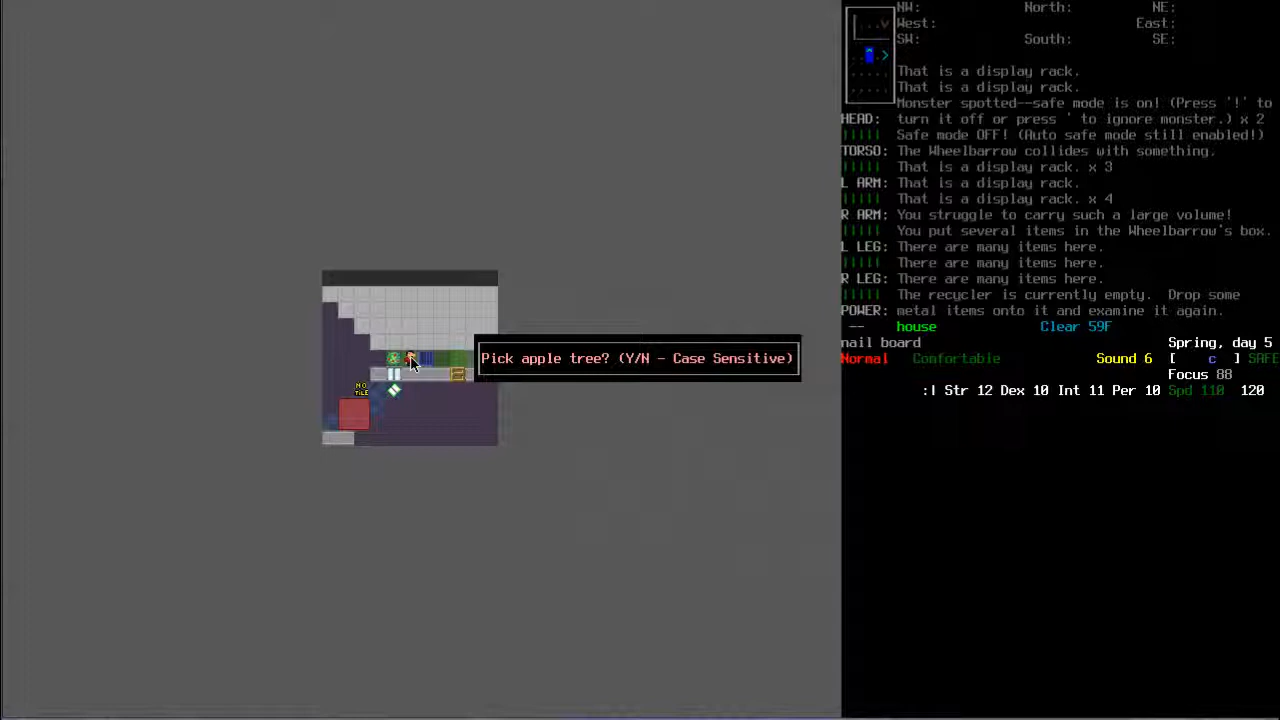 NW: North: NE:
West: East:
SW: South: SE:
That is a display rack.
That is a display rack.
Monster spotted--safe mode is on! (Press '!' to
HEAD: turn it off or press ' to ignore monster.) x 2
Safe mode OFF! (Auto safe mode still enabled!)
TORSO: The Wheelbarrow collides with something.
That is a display rack. x 3
L ARM: That is a display rack.
That is a display rack. x 4
R ARM: You struggle to carry such a large volume!
You put several items in the Wheelbarrow's box.
L LEG: There are many items here.
There are many items here.
R LEG: There are many items here.
The recycler is currently empty. Drop some
POWER: metal items onto it and examine it again.
-- house Clear 59F
nail board Spring, day 5
Normal Comfortable Sound 6 [ c ] SAFE
Focus 88
:| Str 12 Dex 10 Int 11 Per 10 Spd 110 120
Pick apple tree? (Y/N - Case Sensitive)
NO
TILE